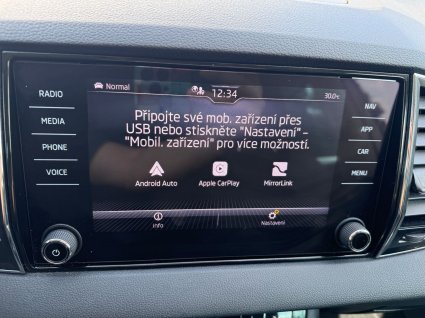 Normal 12:34 30.0°C
RADIO
MEDIA
PHONE
VOICE
NAV
APP
CAR
MENU
Připojte své mob. zařízení přes
USB nebo stiskněte "Nastavení" –
"Mobil. zařízení" pro více možností.
Android Auto Apple CarPlay MirrorLink
Info Nastavení